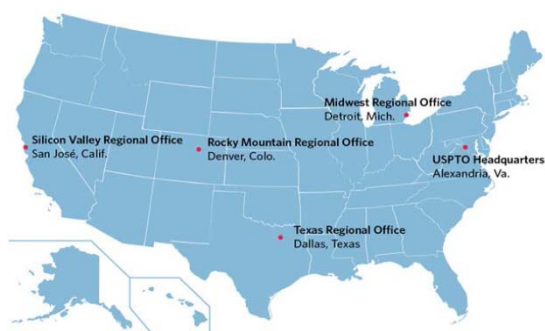 Midwest Regional Office
Detroit, Mich.
Silicon Valley Regional Office
San José, Calif.
Rocky Mountain Regional Office
Denver, Colo.
USPTO Headquarters
Alexandria, Va.
Texas Regional Office
Dallas, Texas